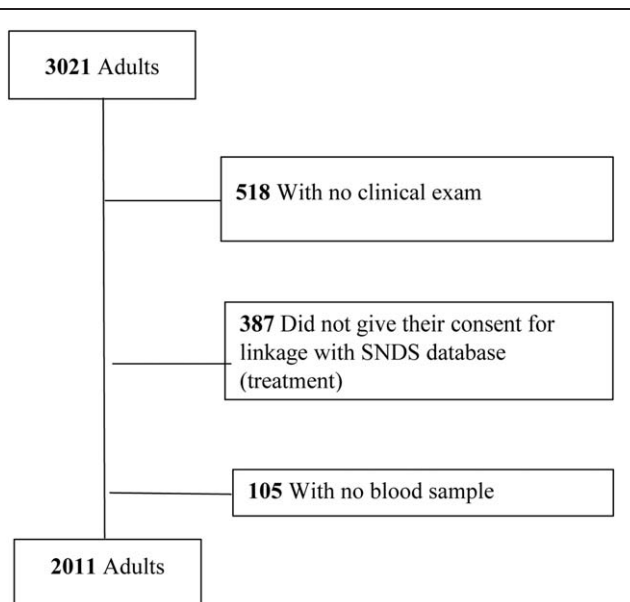 3021 Adults
518 With no clinical exam
387 Did not give their consent for
linkage with SNDS database
(treatment)
105 With no blood sample
2011 Adults